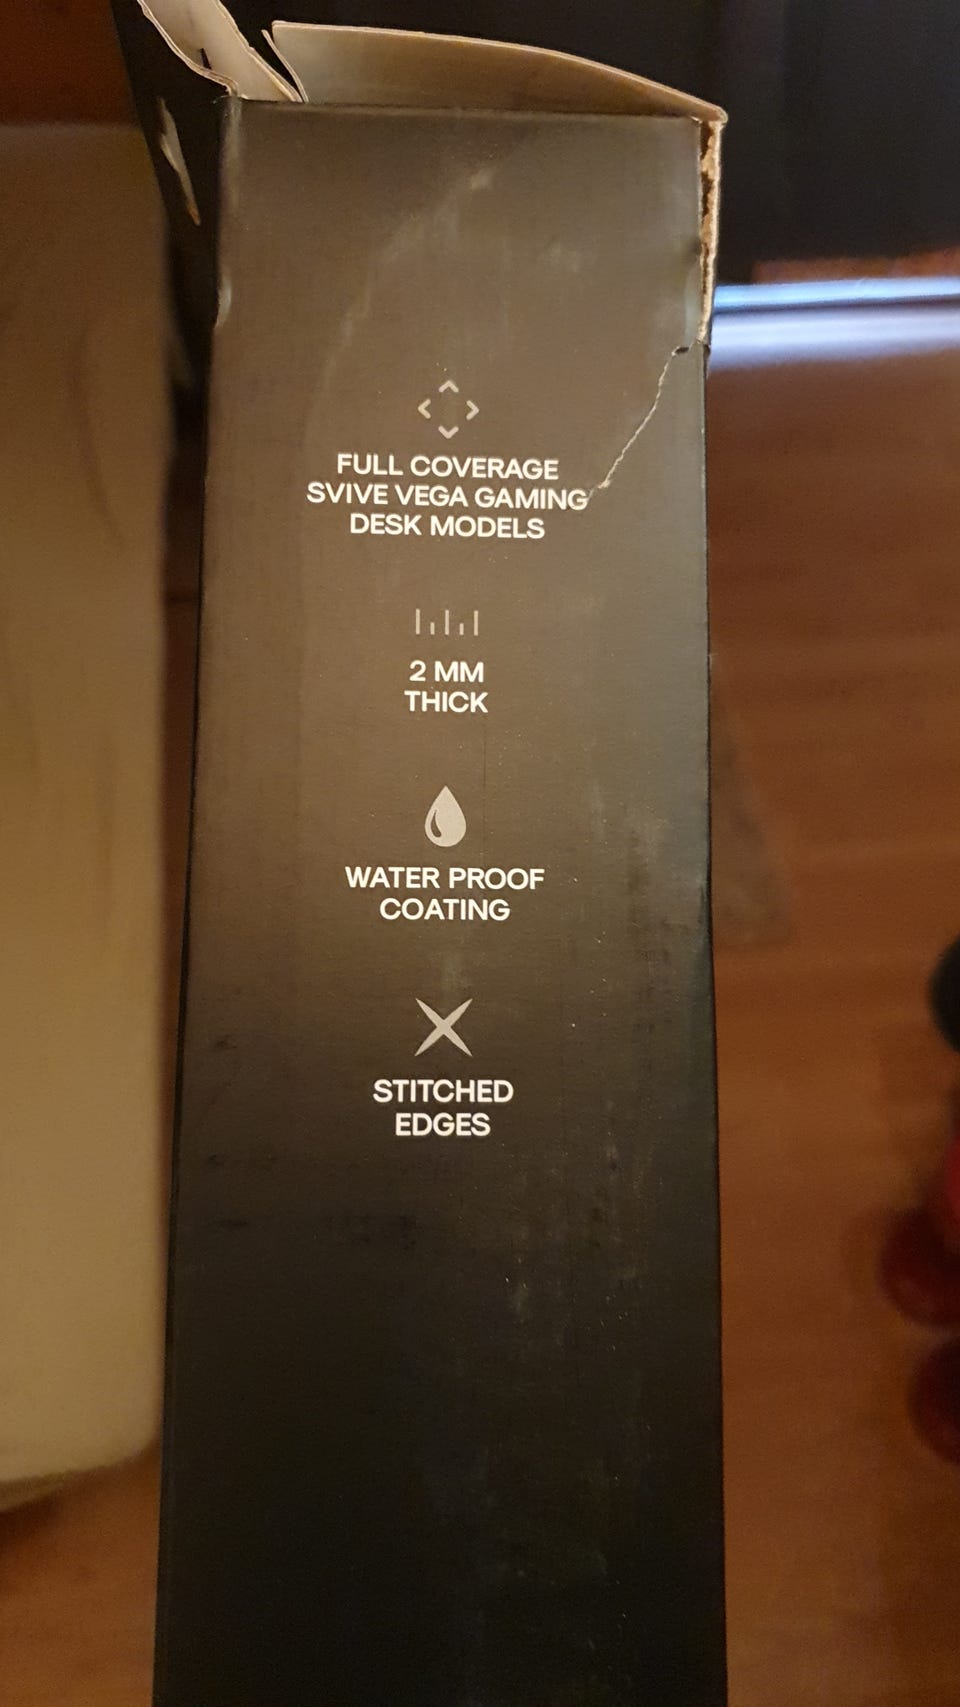 FULL COVERAGE
SVIVE VEGA GAMING
DESK MODELS
2 MM
THICK
WATER PROOF
COATING
STITCHED
EDGES